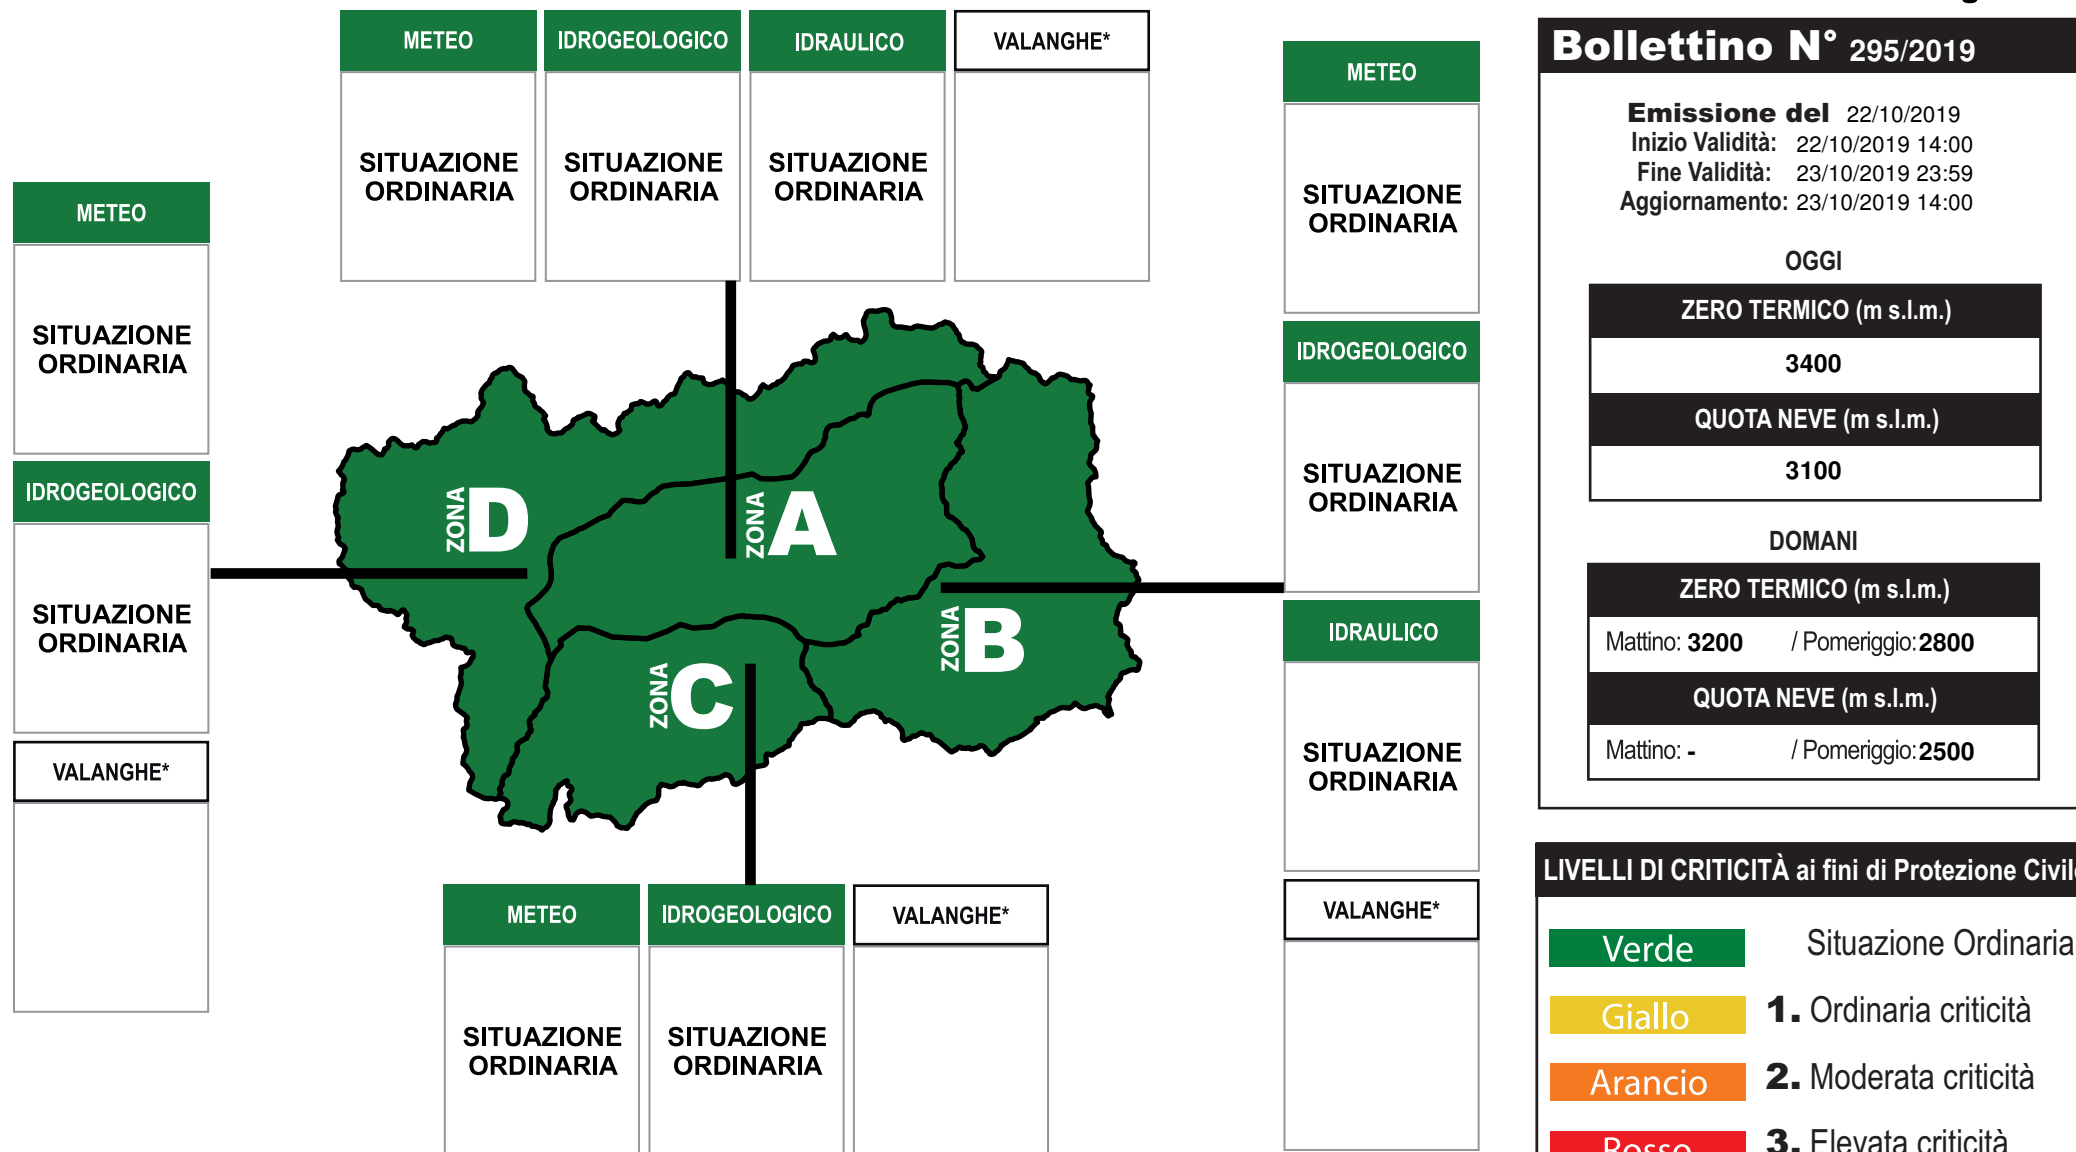 METEO
IDROGEOLOGICO
IDRAULICO
VALANGHE*
SITUAZIONE
ORDINARIA
SITUAZIONE
ORDINARIA
SITUAZIONE
ORDINARIA
METEO
SITUAZIONE
ORDINARIA
IDROGEOLOGICO
SITUAZIONE
ORDINARIA
VALANGHE*
ZONA D
ZONA A
ZONA B
ZONA C
METEO
SITUAZIONE
ORDINARIA
IDROGEOLOGICO
SITUAZIONE
ORDINARIA
IDRAULICO
SITUAZIONE
ORDINARIA
VALANGHE*
METEO
IDROGEOLOGICO
VALANGHE*
SITUAZIONE
ORDINARIA
SITUAZIONE
ORDINARIA
Bollettino N° 295/2019
Emissione del 22/10/2019
Inizio Validità: 22/10/2019 14:00
Fine Validità: 23/10/2019 23:59
Aggiornamento: 23/10/2019 14:00
OGGI
ZERO TERMICO (m s.l.m.)
3400
QUOTA NEVE (m s.l.m.)
3100
DOMANI
ZERO TERMICO (m s.l.m.)
Mattino: 3200 / Pomeriggio: 2800
QUOTA NEVE (m s.l.m.)
Mattino: - / Pomeriggio: 2500
LIVELLI DI CRITICITÀ ai fini di Protezione Civile
Verde Situazione Ordinaria
Giallo 1. Ordinaria criticità
Arancio 2. Moderata criticità
Rosso 3. Elevata criticità